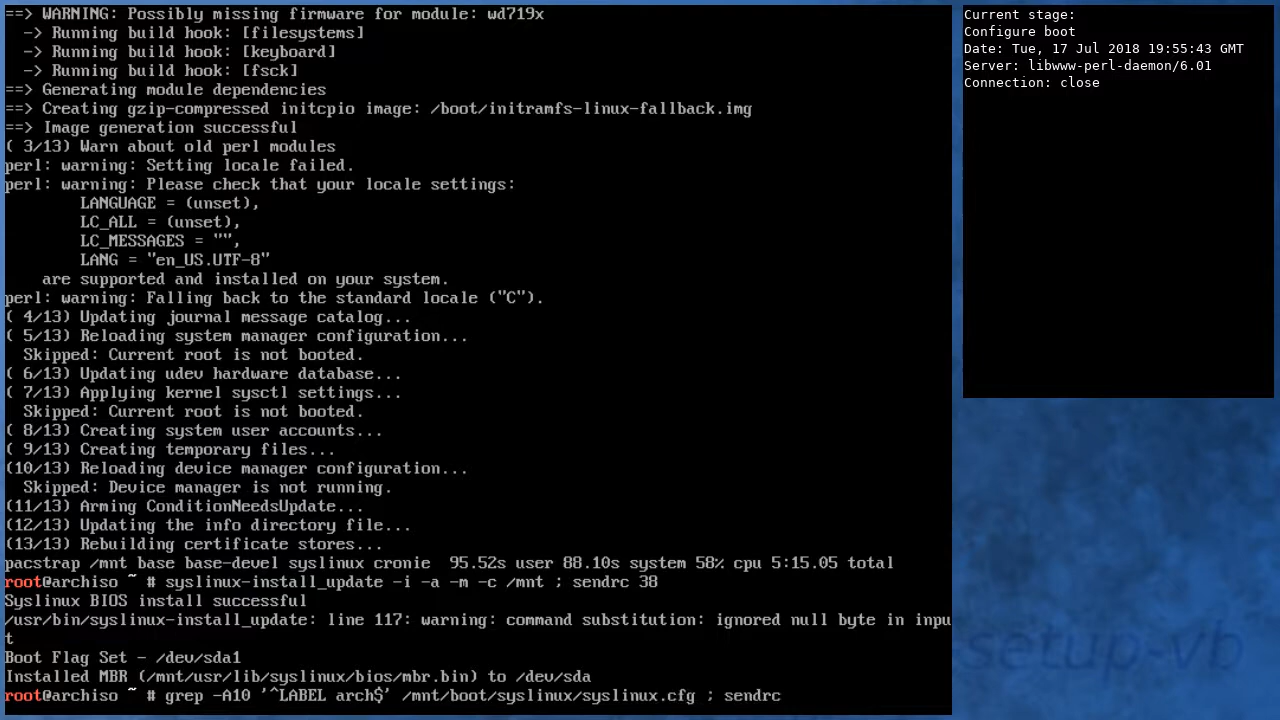 ==> WARNING: Possibly missing firmware for module: wd719x
  -> Running build hook: [filesystems]
  -> Running build hook: [keyboard]
  -> Running build hook: [fsck]
==> Generating module dependencies
==> Creating gzip-compressed initcpio image: /boot/initramfs-linux-fallback.img
==> Image generation successful
( 3/13) Warn about old perl modules
perl: warning: Setting locale failed.
perl: warning: Please check that your locale settings:
        LANGUAGE = (unset),
        LC_ALL = (unset),
        LC_MESSAGES = "",
        LANG = "en_US.UTF-8"
    are supported and installed on your system.
perl: warning: Falling back to the standard locale ("C").
( 4/13) Updating journal message catalog...
( 5/13) Reloading system manager configuration...
  Skipped: Current root is not booted.
( 6/13) Updating udev hardware database...
( 7/13) Applying kernel sysctl settings...
  Skipped: Current root is not booted.
( 8/13) Creating system user accounts...
( 9/13) Creating temporary files...
(10/13) Reloading device manager configuration...
  Skipped: Device manager is not running.
(11/13) Arming ConditionNeedsUpdate...
(12/13) Updating the info directory file...
(13/13) Rebuilding certificate stores...
pacstrap /mnt base base-devel syslinux cronie  95.52s user 88.10s system 58% cpu 5:15.05 total
root@archiso ~ # syslinux-install_update -i -a -m -c /mnt ; sendrc 38
Syslinux BIOS install successful
/usr/bin/syslinux-install_update: line 117: warning: command substitution: ignored null byte in inpu
t
Boot Flag Set - /dev/sda1
Installed MBR (/mnt/usr/lib/syslinux/bios/mbr.bin) to /dev/sda
root@archiso ~ # grep -A10 '^LABEL arch$' /mnt/boot/syslinux/syslinux.cfg ; sendrc
Current stage:
Configure boot
Date: Tue, 17 Jul 2018 19:55:43 GMT
Server: libwww-perl-daemon/6.01
Connection: close
setup-vb